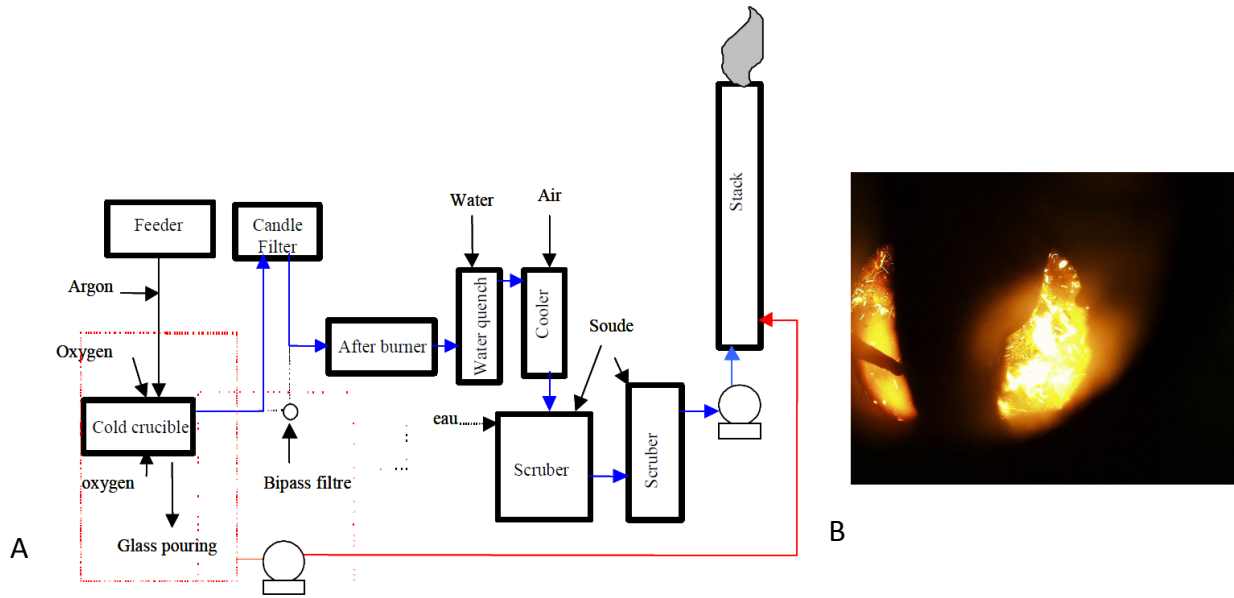 Feeder
Candle
Filter
Water
Air
Stack
Argon
Oxygen
After burner
Water quench
Cooler
Soude
Cold crucible
eau
Scruber
Scruber
oxygen
Bipass filtre
Glass pouring
A
B